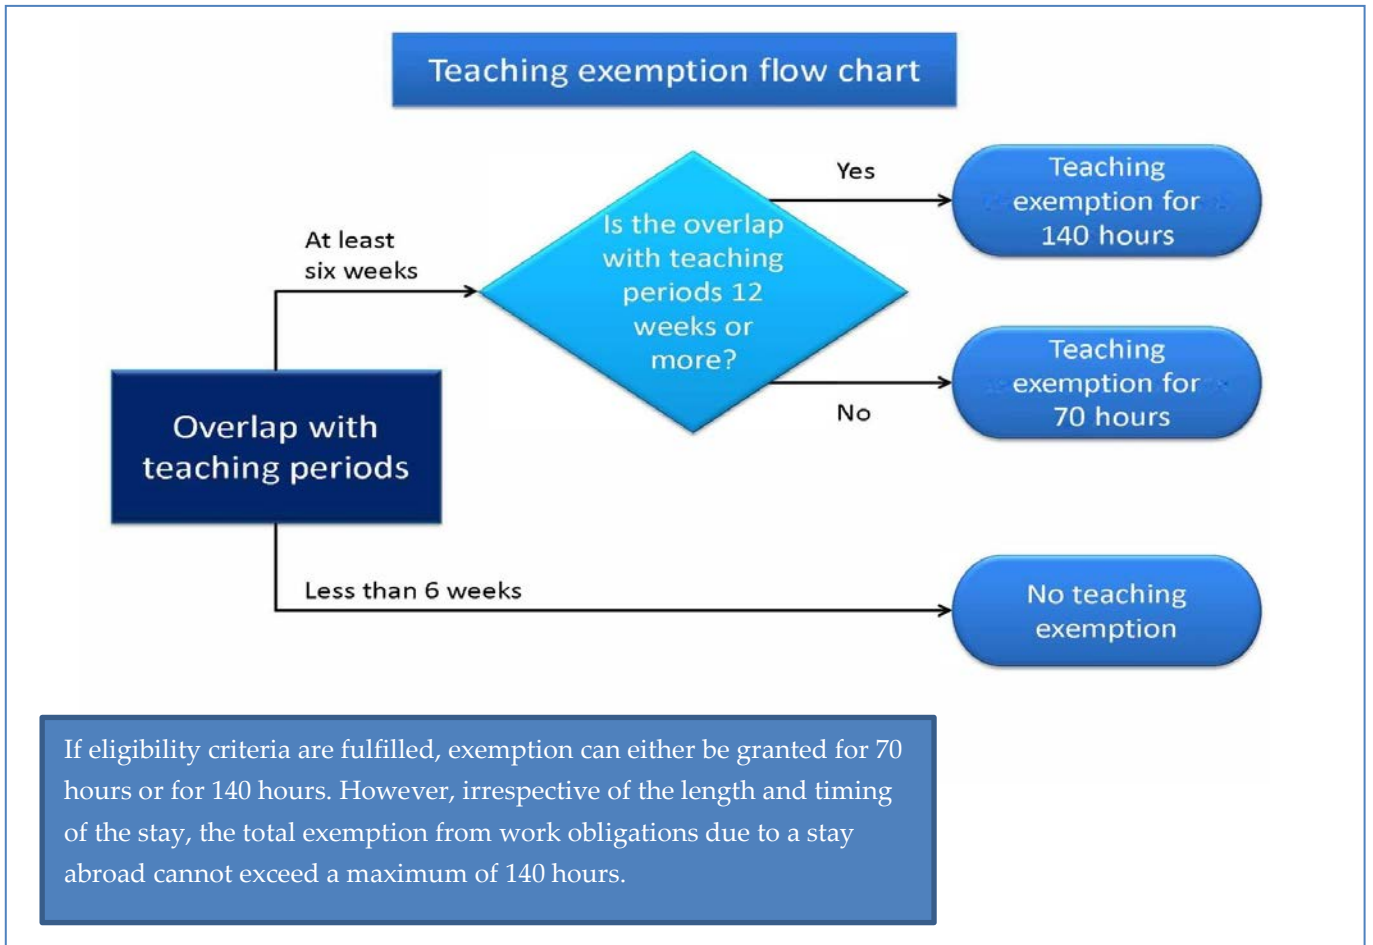 Teaching exemption flow chart
Yes
Teaching
exemption for
140 hours
At least
six weeks
Is the overlap
with teaching
periods 12
weeks or
more?
Teaching
exemption for
70 hours
No
Overlap with
teaching periods
Less than 6 weeks
No teaching
exemption
If eligibility criteria are fulfilled, exemption can either be granted for 70
hours or for 140 hours. However, irrespective of the length and timing
of the stay, the total exemption from work obligations due to a stay
abroad cannot exceed a maximum of 140 hours.